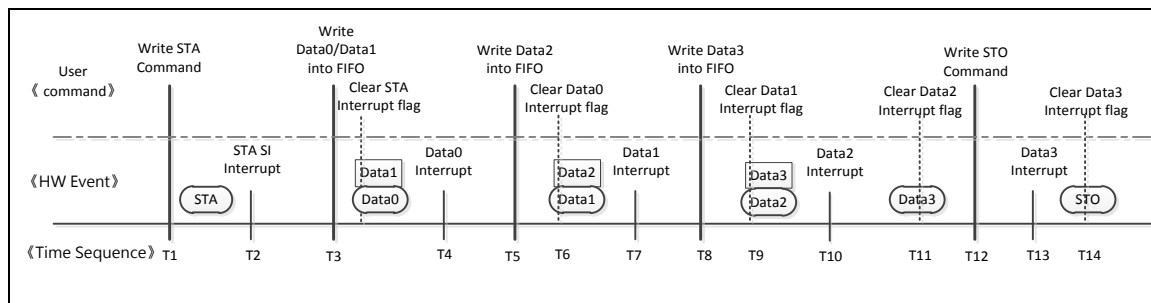 Write STA
Command
Write
Data0/Data1
into FIFO
Write Data2
into FIFO
Write Data3
into FIFO
Write STO
Command
User
《 command》
Clear STA
Interrupt flag
Clear Data0
Interrupt flag
Clear Data1
Interrupt flag
Clear Data2
Interrupt flag
Clear Data3
Interrupt flag
《HW Event》
STA SI
Interrupt
Data0
Interrupt
Data1
Interrupt
Data2
Interrupt
Data3
Interrupt
Data1
Data2
Data3
STA
Data0
Data1
Data2
Data3
STO
《Time Sequence》 T1 T2 T3 T4 T5 T6 T7 T8 T9 T10 T11 T12 T13 T14